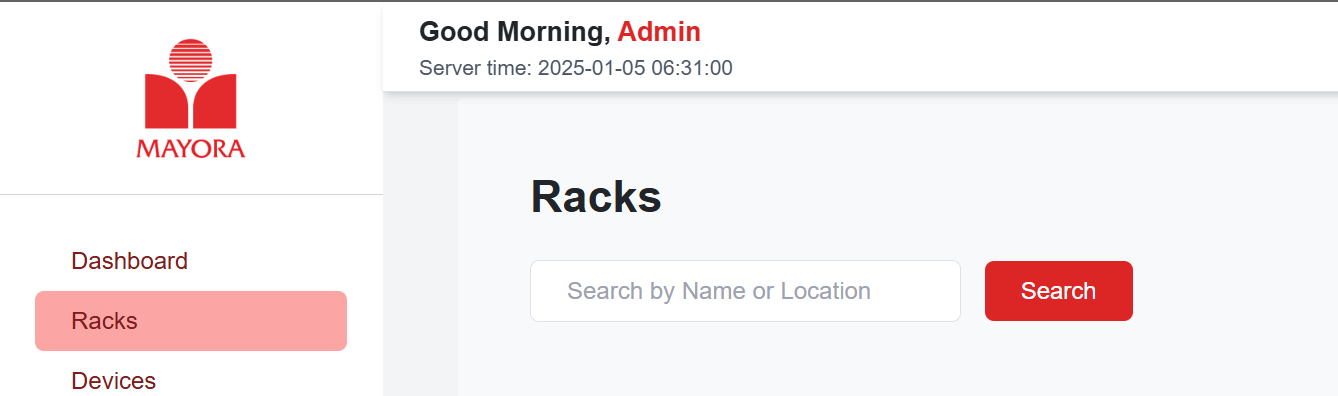 MAYORA
Good Morning, Admin
Server time: 2025-01-05 06:31:00
Dashboard
Racks
Devices
Racks
Search by Name or Location
Search